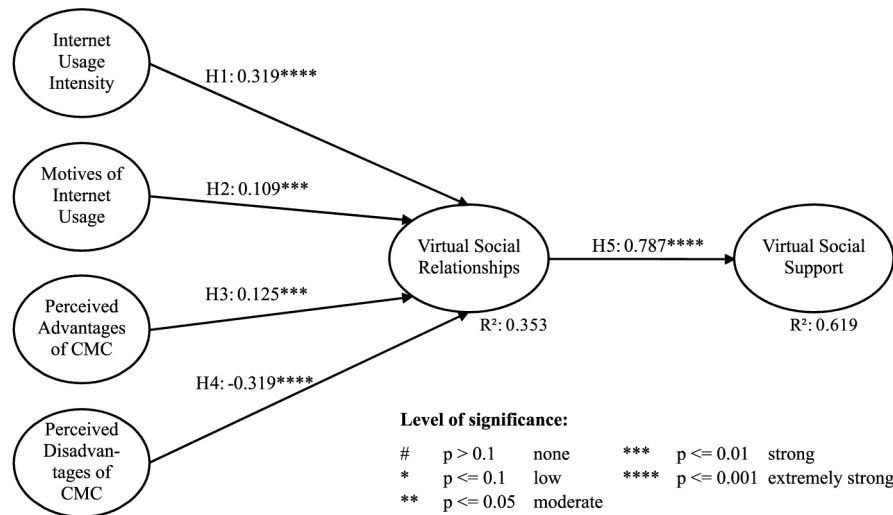 Internet
Usage
Intensity
H1: 0.319****
Motives of
Internet
Usage
H2: 0.109***
Perceived
Advantages
of CMC
H3: 0.125***
Perceived
Disadvan-
tages of
CMC
H4: -0.319****
Virtual Social
Relationships
R²: 0.353
H5: 0.787****
Virtual Social
Support
R²: 0.619
Level of significance:
# p > 0.1 none *** p <= 0.01 strong
* p <= 0.1 low **** p <= 0.001 extremely strong
** p <= 0.05 moderate